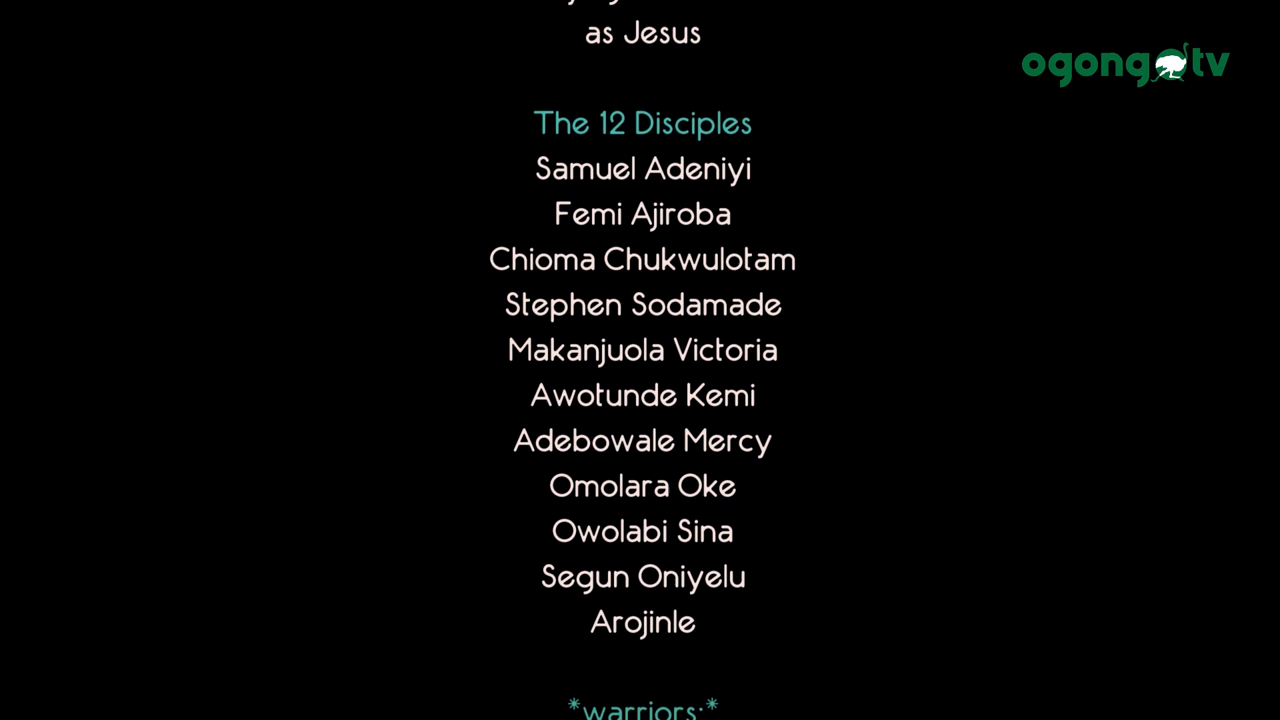 as Jesus
ogongotv
The 12 Disciples
Samuel Adeniyi
Femi Ajiroba
Chioma Chukwulotam
Stephen Sodamade
Makanjuola Victoria
Awotunde Kemi
Adebowale Mercy
Omolara Oke
Owolabi Sina
Segun Oniyelu
Arojinle
*warriors:*